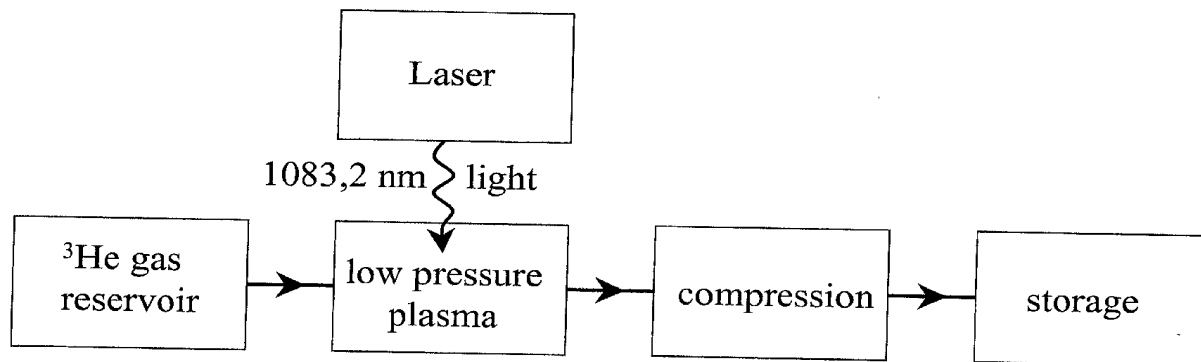 Laser
1083,2 nm light
³He gas
reservoir
low pressure
plasma
compression
storage